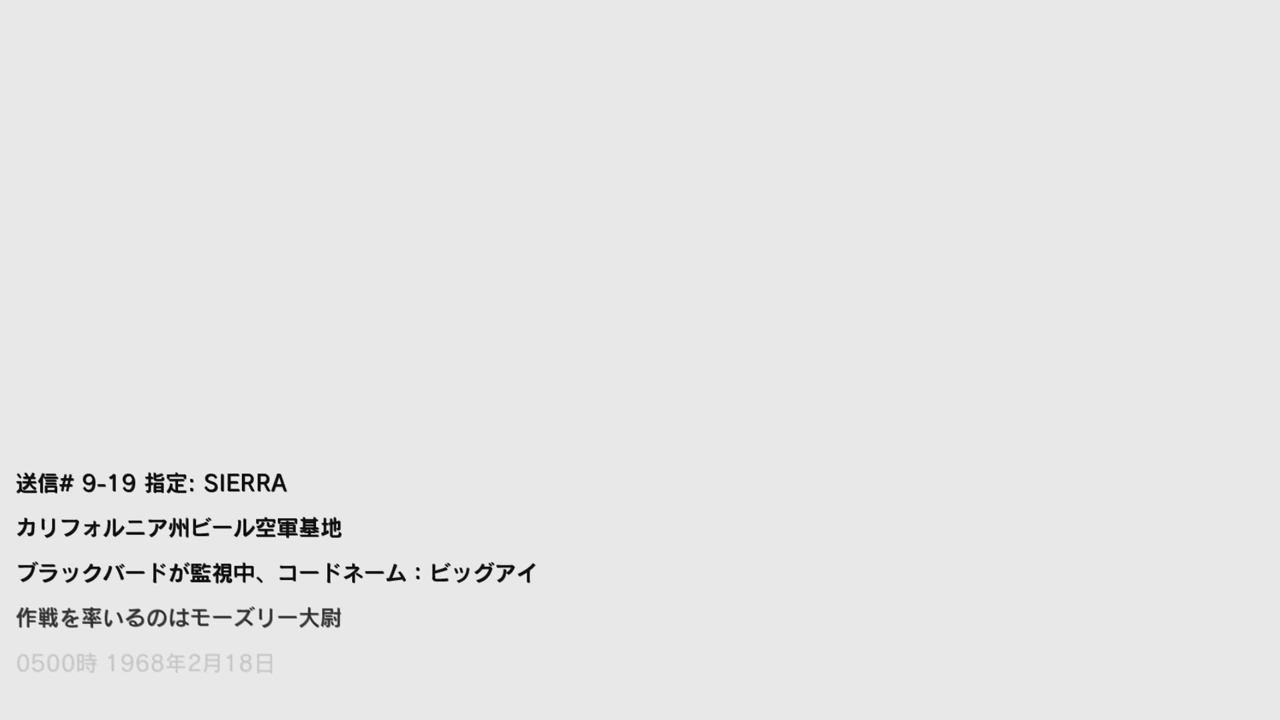 送信# 9-19 指定: SIERRA
カリフォルニア州ビール空軍基地
ブラックバードが監視中、コードネーム：ビッグアイ
作戦を率いるのはモーズリー大尉
0500時 1968年2月18日